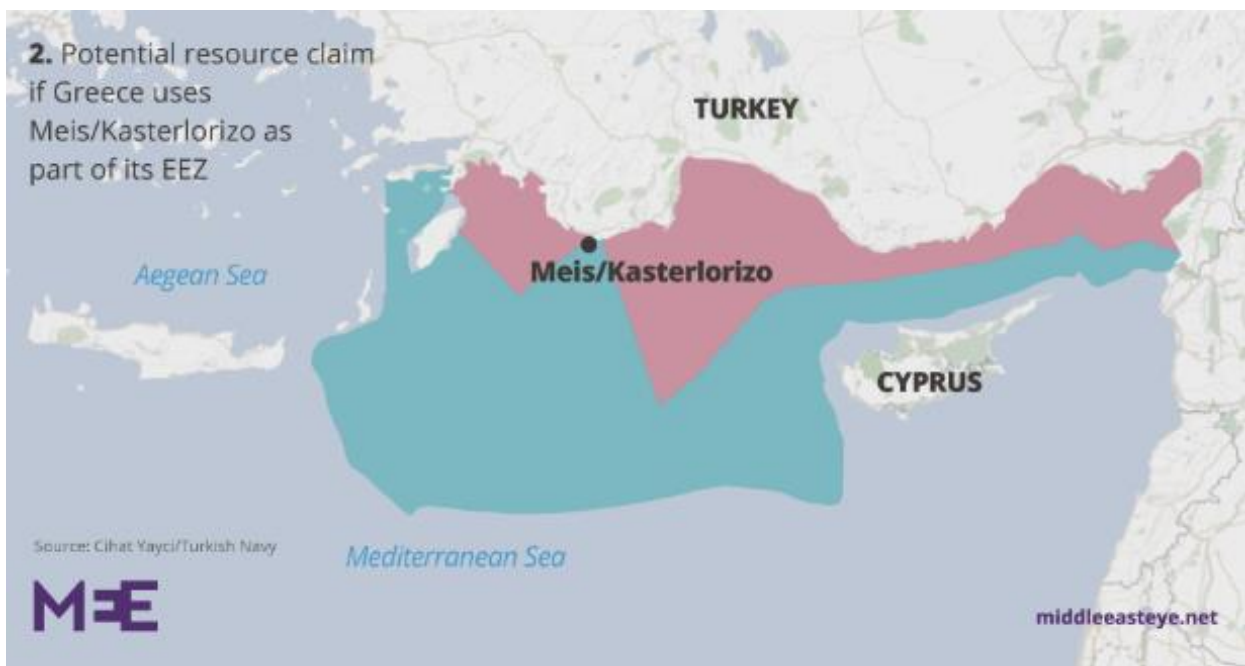 2. Potential resource claim
if Greece uses
Meis/Kasterlorizo as
part of its EEZ
TURKEY
Aegean Sea
Meis/Kasterlorizo
CYPRUS
Source: Cihat Yayci/Turkish Navy
Mediterranean Sea
MEE
middleeasteye.net